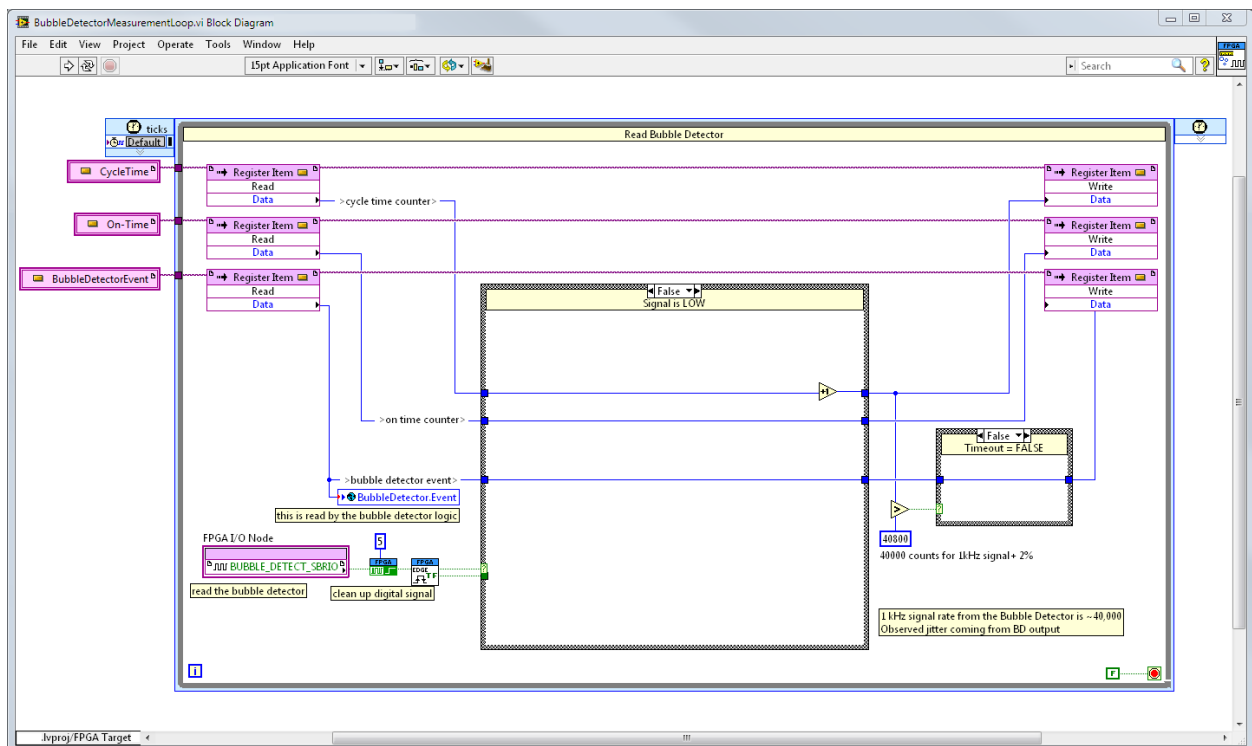 BubbleDetectorMeasurementLoop.vi Block Diagram
File Edit View Project Operate Tools Window Help
15pt Application Font
Search
FPGA
ticks
Default
Read Bubble Detector
CycleTime
Register Item
Read
Data
>cycle time counter>
Register Item
Write
Data
On-Time
Register Item
Read
Data
Register Item
Write
Data
BubbleDetectorEvent
Register Item
Read
Data
Register Item
Write
Data
False
Signal is LOW
+1
>on time counter>
False
Timeout = FALSE
>bubble detector event>
BubbleDetector.Event
this is read by the bubble detector logic
>
?
40800
40000 counts for 1kHz signal+ 2%
FPGA I/O Node
5
BUBBLE_DETECT_SBRIO
FPGA
FPGA
EDGE
T F
?
read the bubble detector
clean up digital signal
1 kHz signal rate from the Bubble Detector is ~40,000
Observed jitter coming from BD output
i
F
.lvproj/FPGA Target